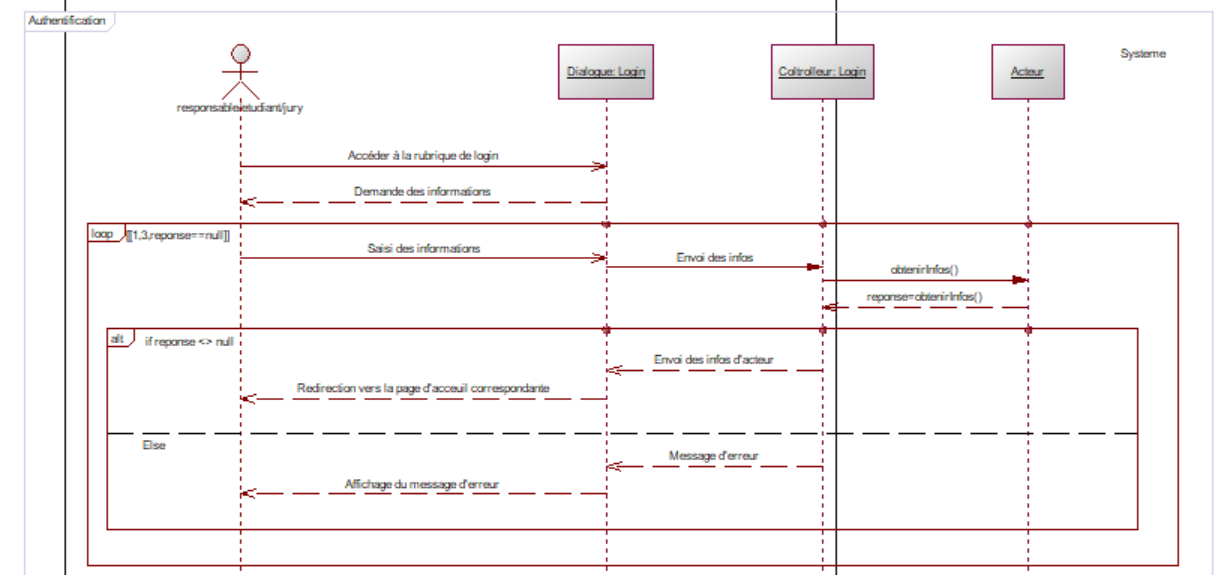 Authentification
Systeme
Dialogue: Login
Coltrolleur: Login
Acteur
responsable/etudiant/jury
Accéder à la rubrique de login
Demande des informations
loop
[[1,3,reponse==null]]
Saisi des informations
Envoi des infos
obtenirInfos()
reponse=obtenirInfos()
alt
if reponse <> null
Envoi des infos d'acteur
Redirection vers la page d'acceuil correspondante
Else
Message d'erreur
Affichage du message d'erreur